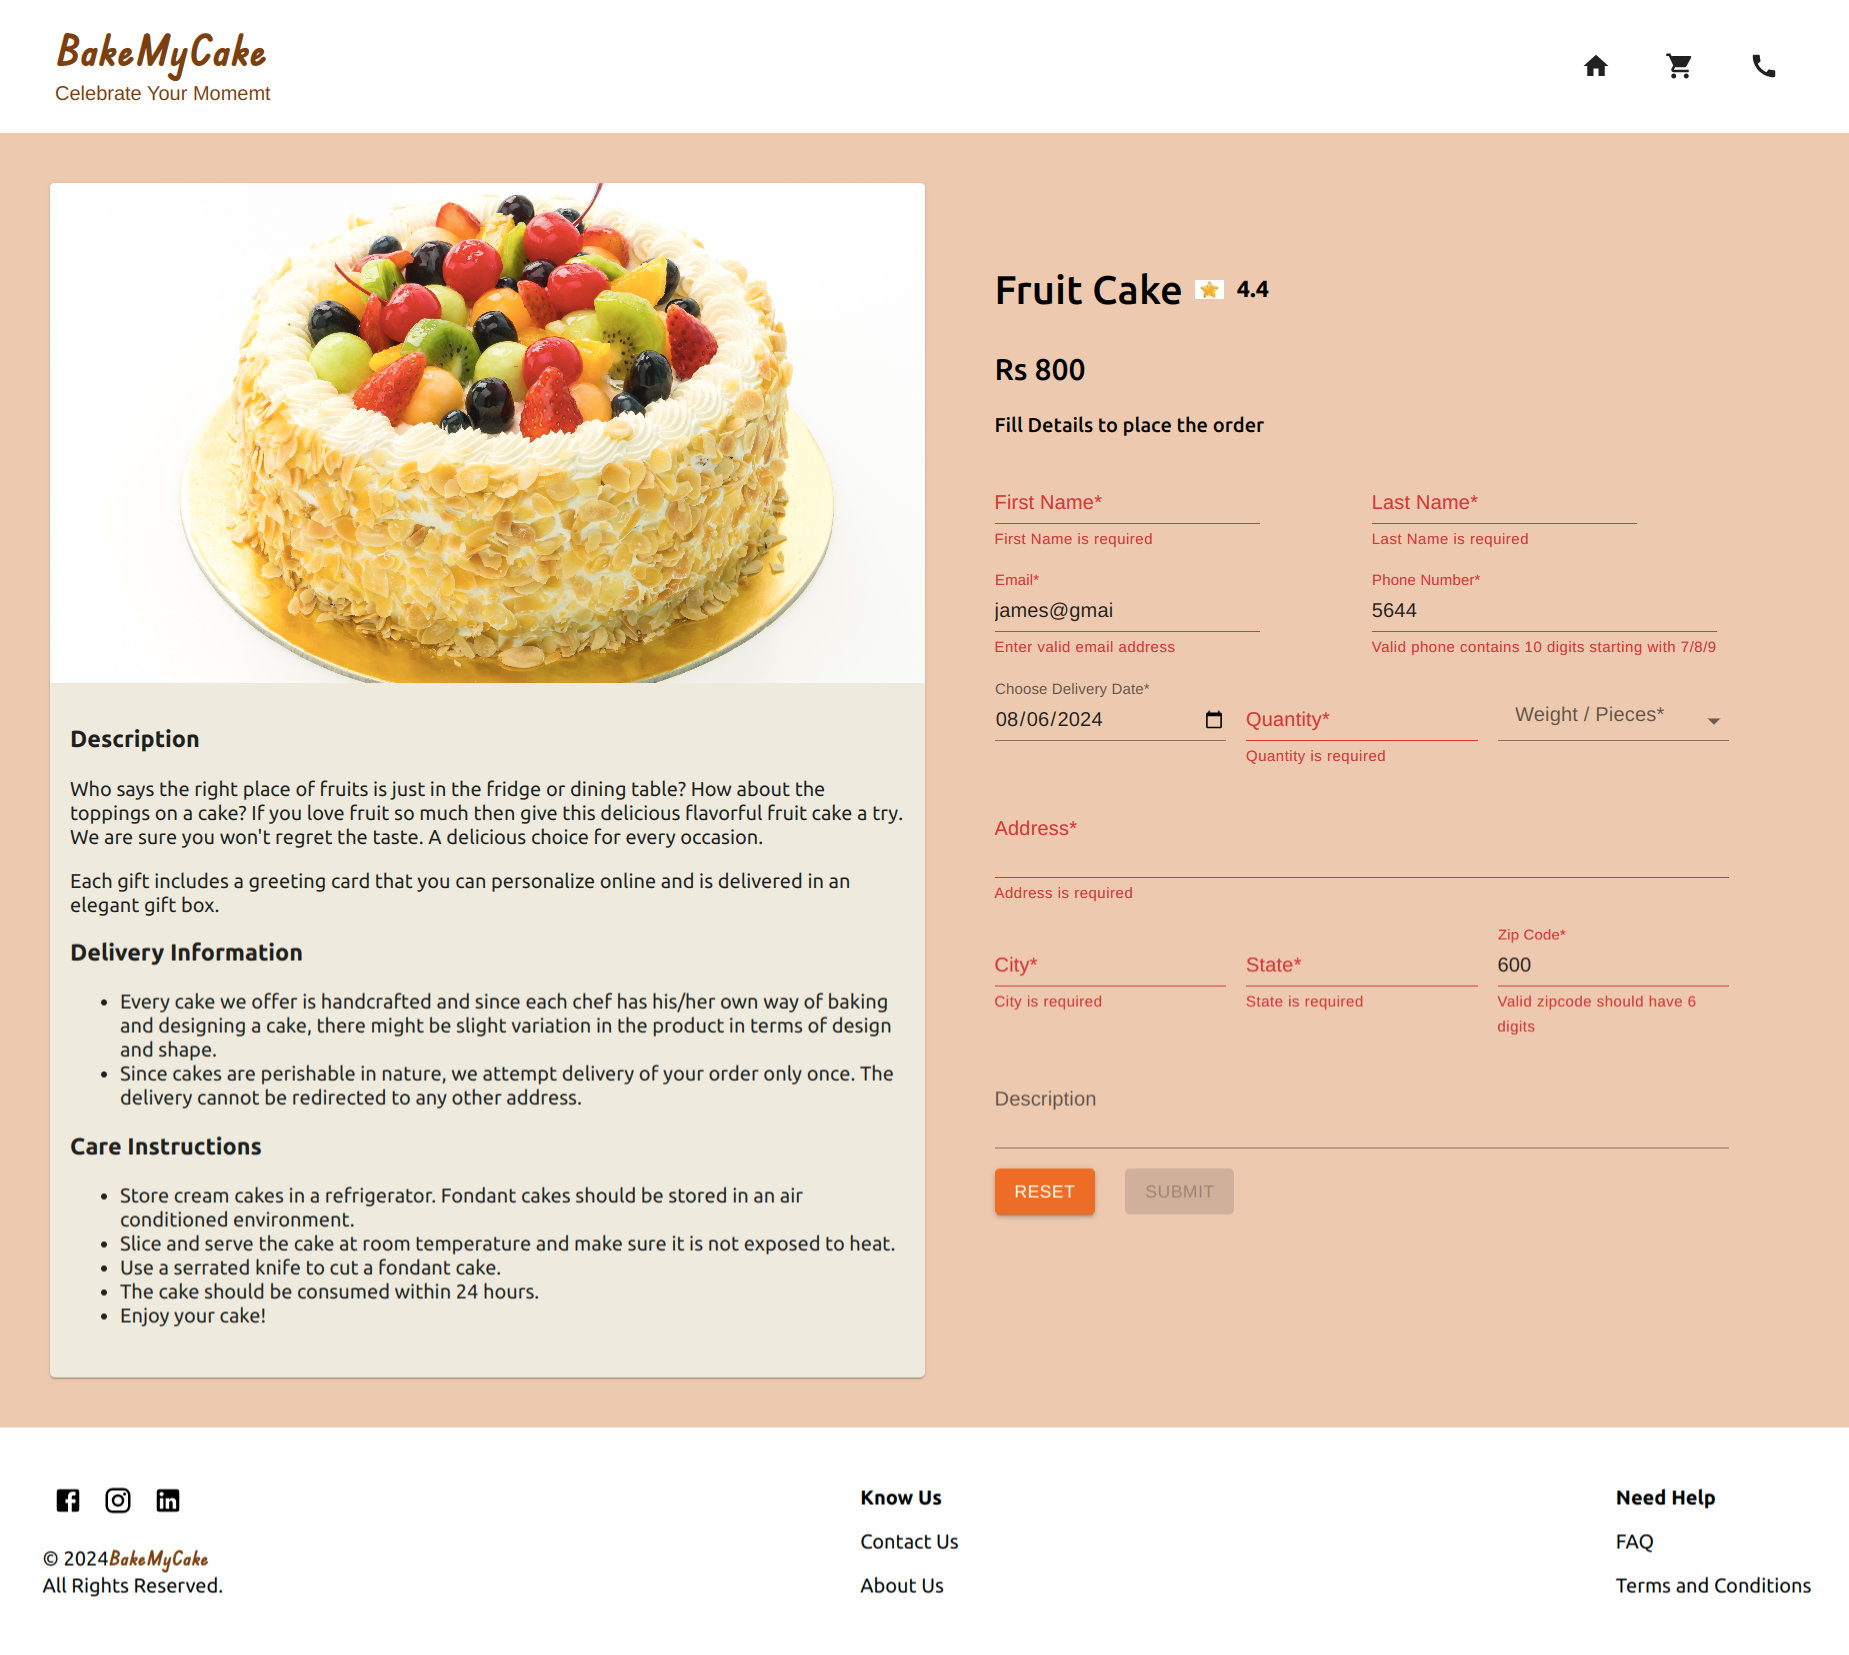 BakeMyCake
Celebrate Your Momemt
Fruit Cake 4.4
Rs 800
Fill Details to place the order
First Name*
Last Name*
First Name is required
Last Name is required
Email*
Phone Number*
james@gmai
5644
Enter valid email address
Valid phone contains 10 digits starting with 7/8/9
Choose Delivery Date*
08/06/2024
Quantity*
Weight / Pieces*
Quantity is required
Address*
Address is required
City*
State*
Zip Code*
600
City is required
State is required
Valid zipcode should have 6
digits
Description
RESET
SUBMIT
Description
Who says the right place of fruits is just in the fridge or dining table? How about the
toppings on a cake? If you love fruit so much then give this delicious flavorful fruit cake a try.
We are sure you won't regret the taste. A delicious choice for every occasion.
Each gift includes a greeting card that you can personalize online and is delivered in an
elegant gift box.
Delivery Information
• Every cake we offer is handcrafted and since each chef has his/her own way of baking
and designing a cake, there might be slight variation in the product in terms of design
and shape.
• Since cakes are perishable in nature, we attempt delivery of your order only once. The
delivery cannot be redirected to any other address.
Care Instructions
• Store cream cakes in a refrigerator. Fondant cakes should be stored in an air
conditioned environment.
• Slice and serve the cake at room temperature and make sure it is not exposed to heat.
• Use a serrated knife to cut a fondant cake.
• The cake should be consumed within 24 hours.
• Enjoy your cake!
© 2024BakeMyCake
All Rights Reserved.
Know Us
Contact Us
About Us
Need Help
FAQ
Terms and Conditions